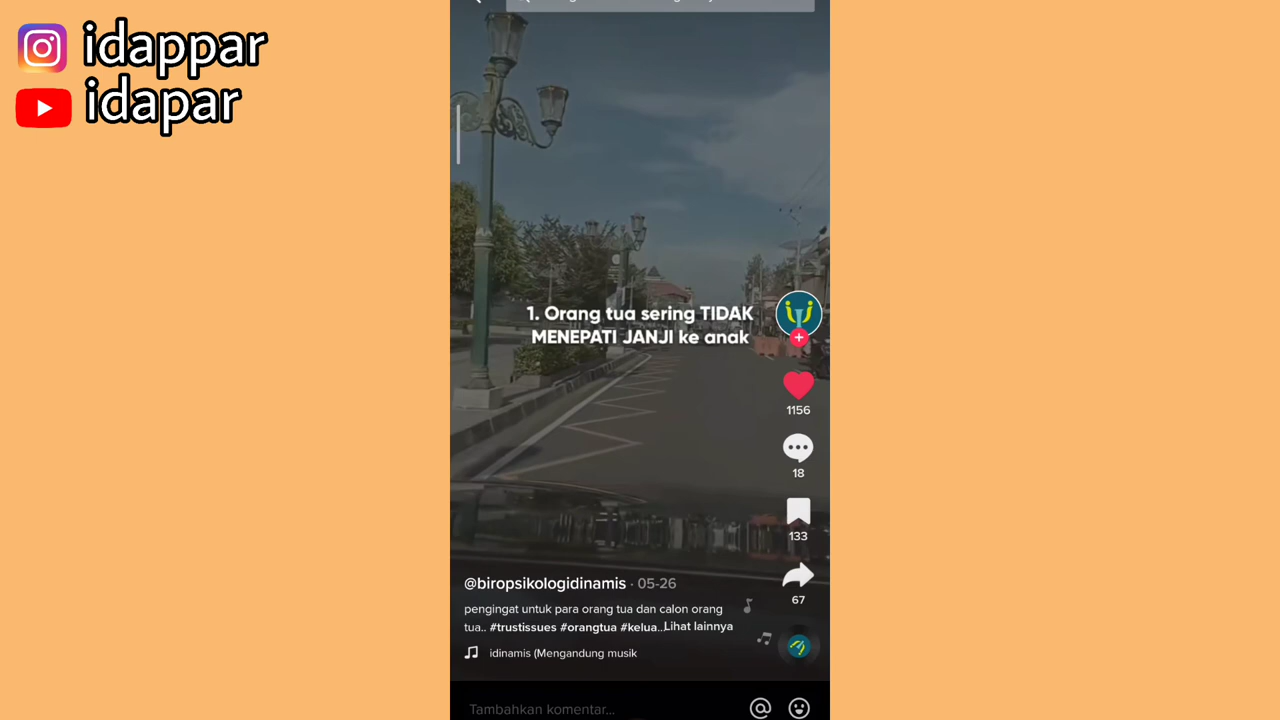 idappar
idapar
1. Orang tua sering TIDAK
MENEPATI JANJI ke anak
1156
18
133
67
@biropsikologidinamis · 05-26
pengingat untuk para orang tua dan calon orang
tua.. #trustissues #orangtua #kelua...Lihat lainnya
idinamis (Mengandung musik
Tambahkan komentar...